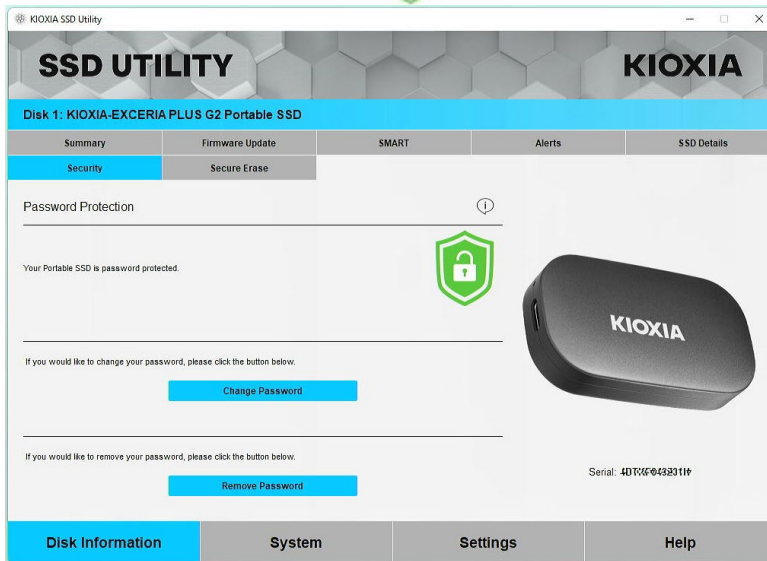 KIOXIA SSD Utility
SSD UTILITY
KIOXIA
Disk 1: KIOXIA-EXCERIA PLUS G2 Portable SSD
Summary
Firmware Update
SMART
Alerts
SSD Details
Security
Secure Erase
Password Protection
Your Portable SSD is password protected.
KIOXIA
If you would like to change your password, please click the button below.
Change Password
If you would like to remove your password, please click the button below.
Serial:
Remove Password
Disk Information
System
Settings
Help